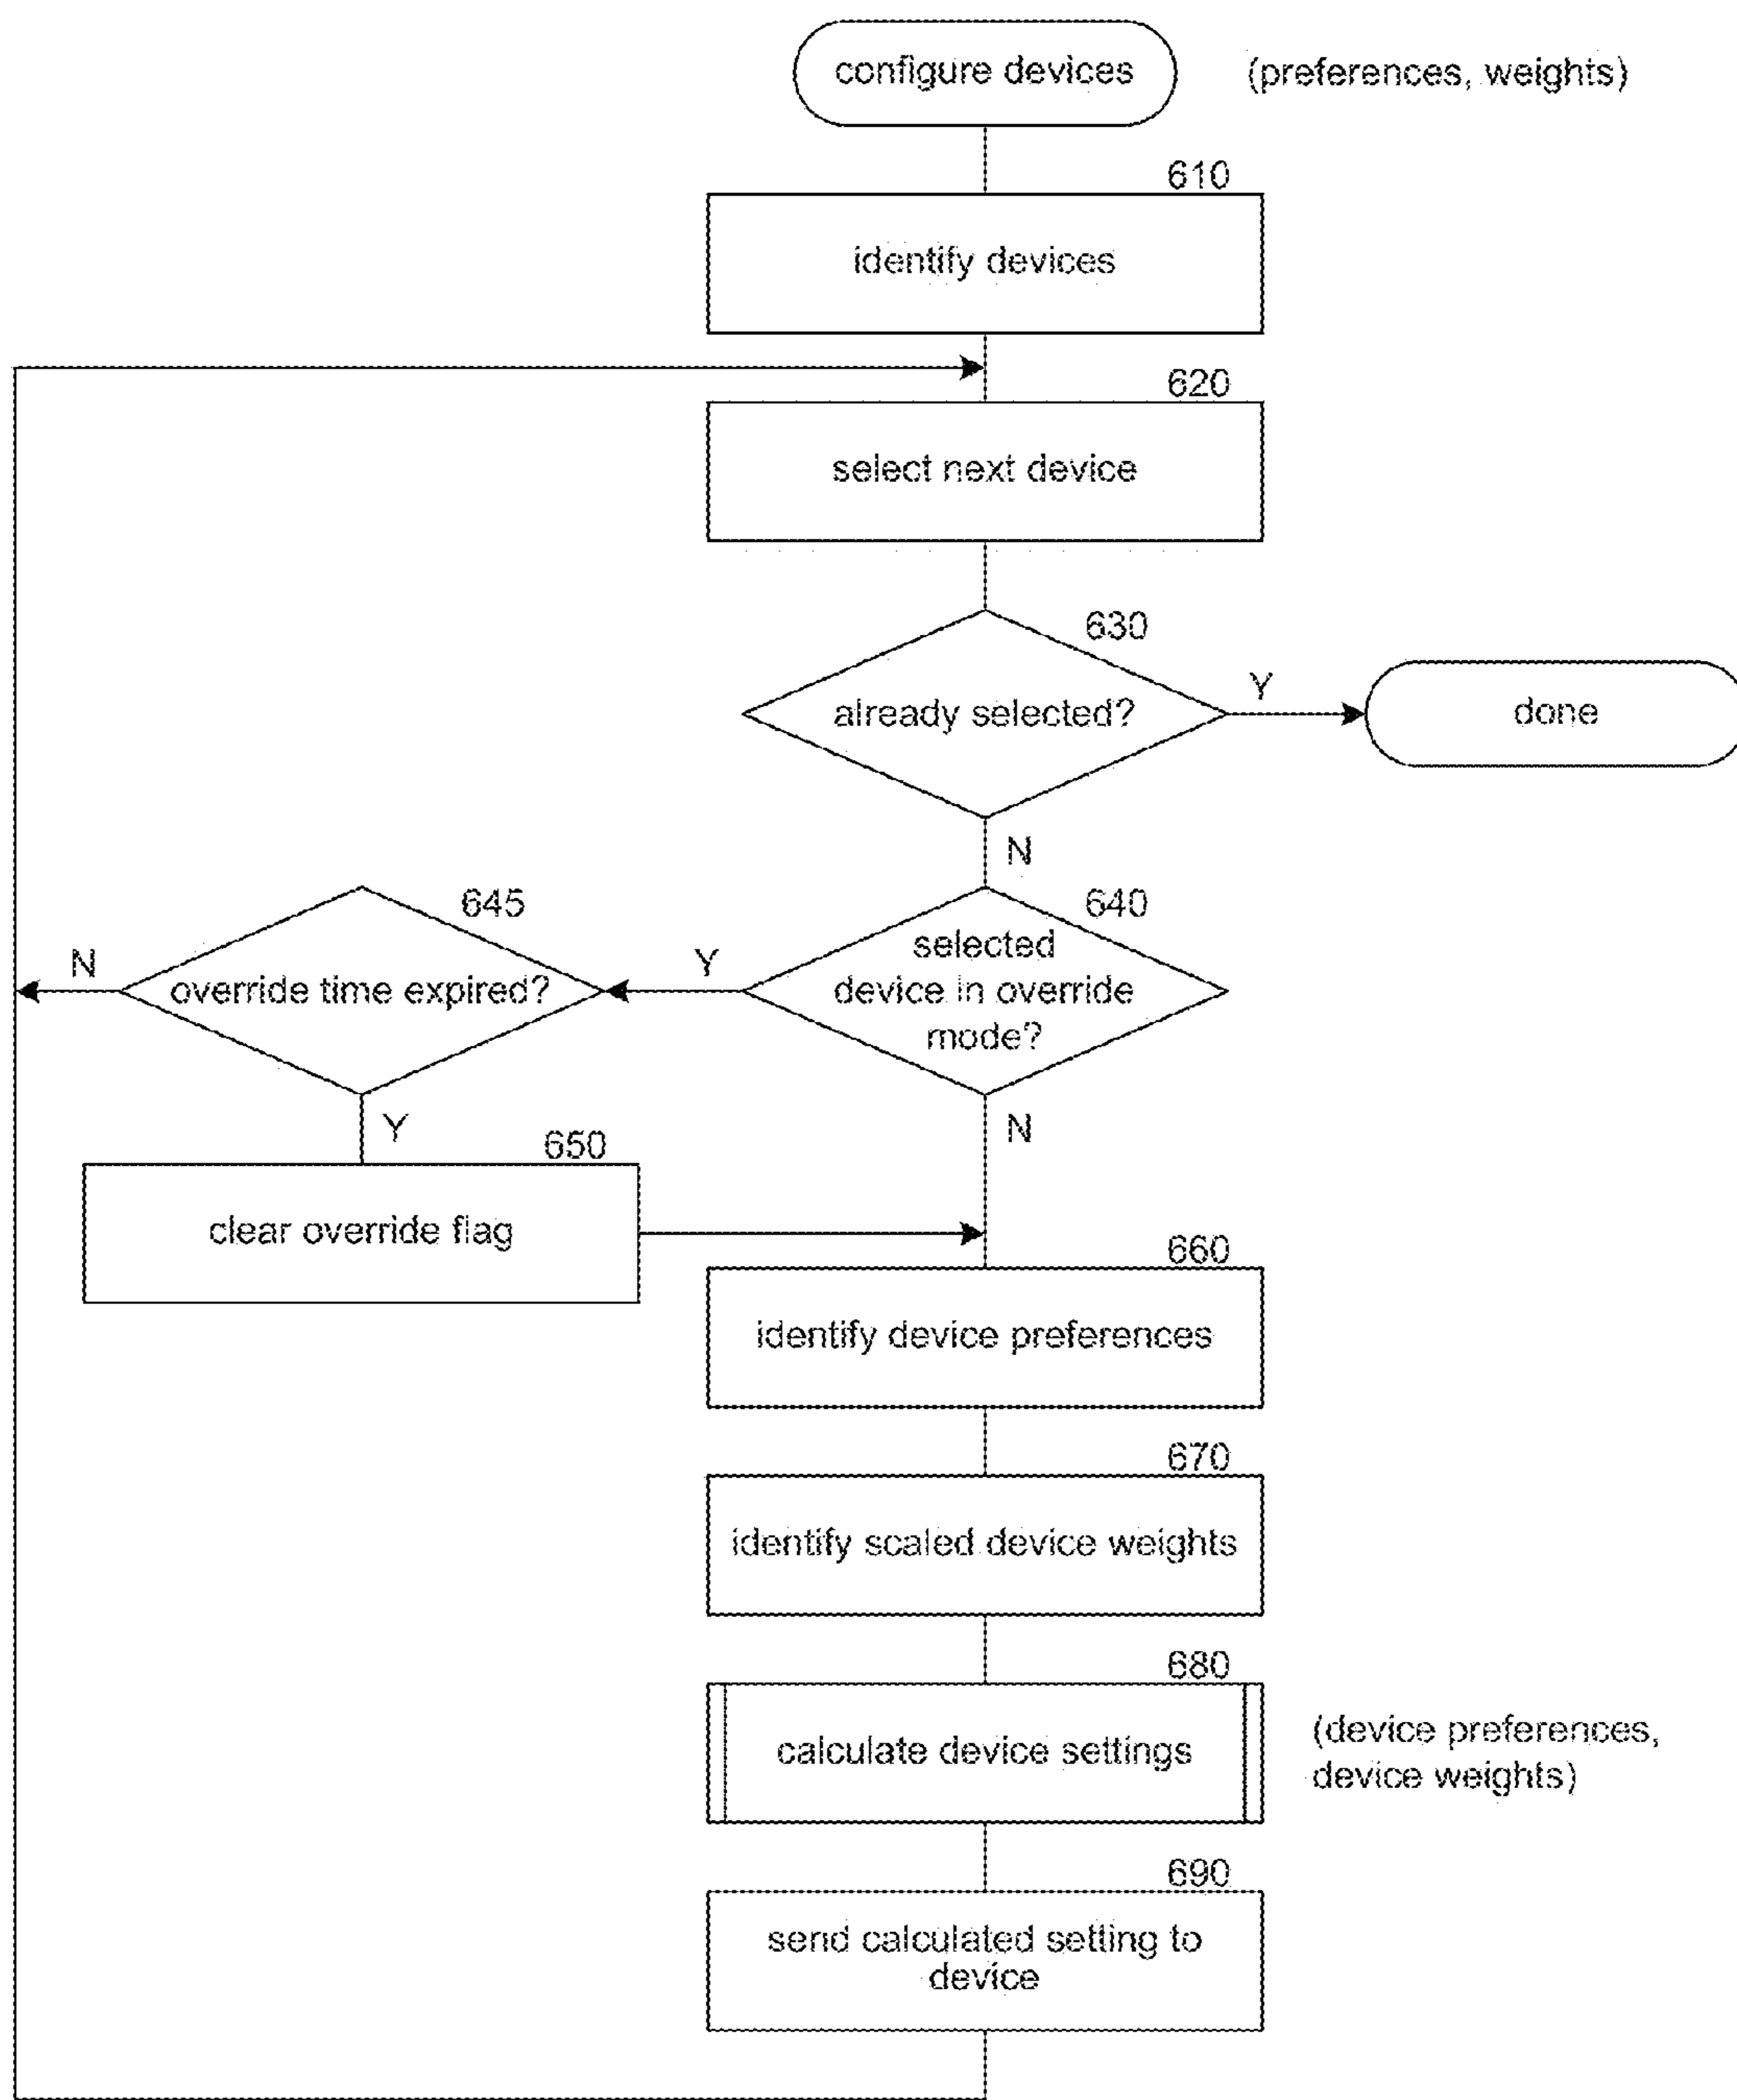 configure devices
(preferences, weights)
610
identify devices
620
select next device
630
already selected?
Y
done
N
645
640
selected
device in override
mode?
Y
override time expired?
N
Y
N
650
clear override flag
660
identify device preferences
670
identify scaled device weights
680
calculate device settings
(device preferences,
device weights)
690
send calculated setting to
device